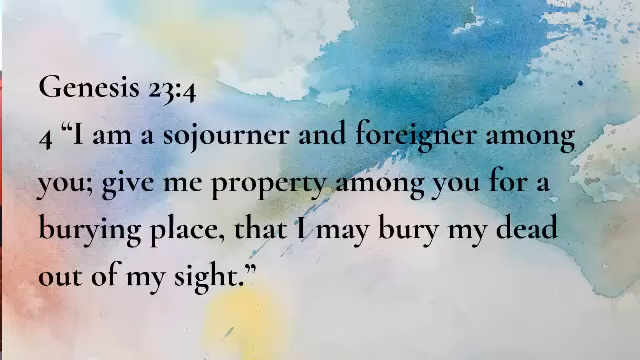 Genesis 23:4
4 “I am a sojourner and foreigner among
you; give me property among you for a
burying place, that I may bury my dead
out of my sight.”